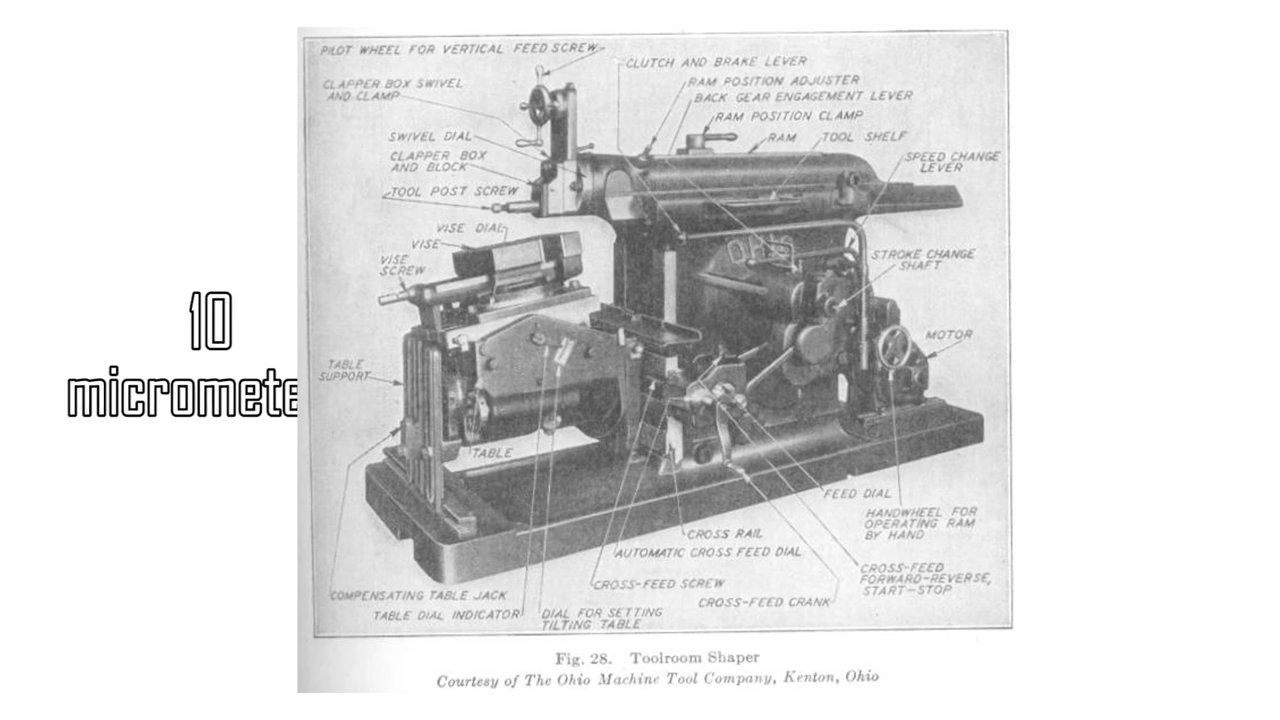 10
micromete
PILOT WHEEL FOR VERTICAL FEED SCREW
CLAPPER BOX SWIVEL
AND CLAMP
SWIVEL DIAL
CLAPPER BOX
AND BLOCK
TOOL POST SCREW
VISE DIAL
VISE
VISE
SCREW
TABLE
SUPPORT
TABLE
CLUTCH AND BRAKE LEVER
RAM POSITION ADJUSTER
BACK GEAR ENGAGEMENT LEVER
RAM POSITION CLAMP
RAM
TOOL SHELF
SPEED CHANGE
LEVER
OHIO
STROKE CHANGE
SHAFT
MOTOR
FEED DIAL
HANDWHEEL FOR
OPERATING RAM
BY HAND
CROSS RAIL
AUTOMATIC CROSS FEED DIAL
CROSS-FEED
FORWARD-REVERSE,
START-STOP
CROSS-FEED SCREW
CROSS-FEED CRANK
COMPENSATING TABLE JACK
TABLE DIAL INDICATOR
DIAL FOR SETTING
TILTING TABLE
Fig. 28. Toolroom Shaper
Courtesy of The Ohio Machine Tool Company, Kenton, Ohio